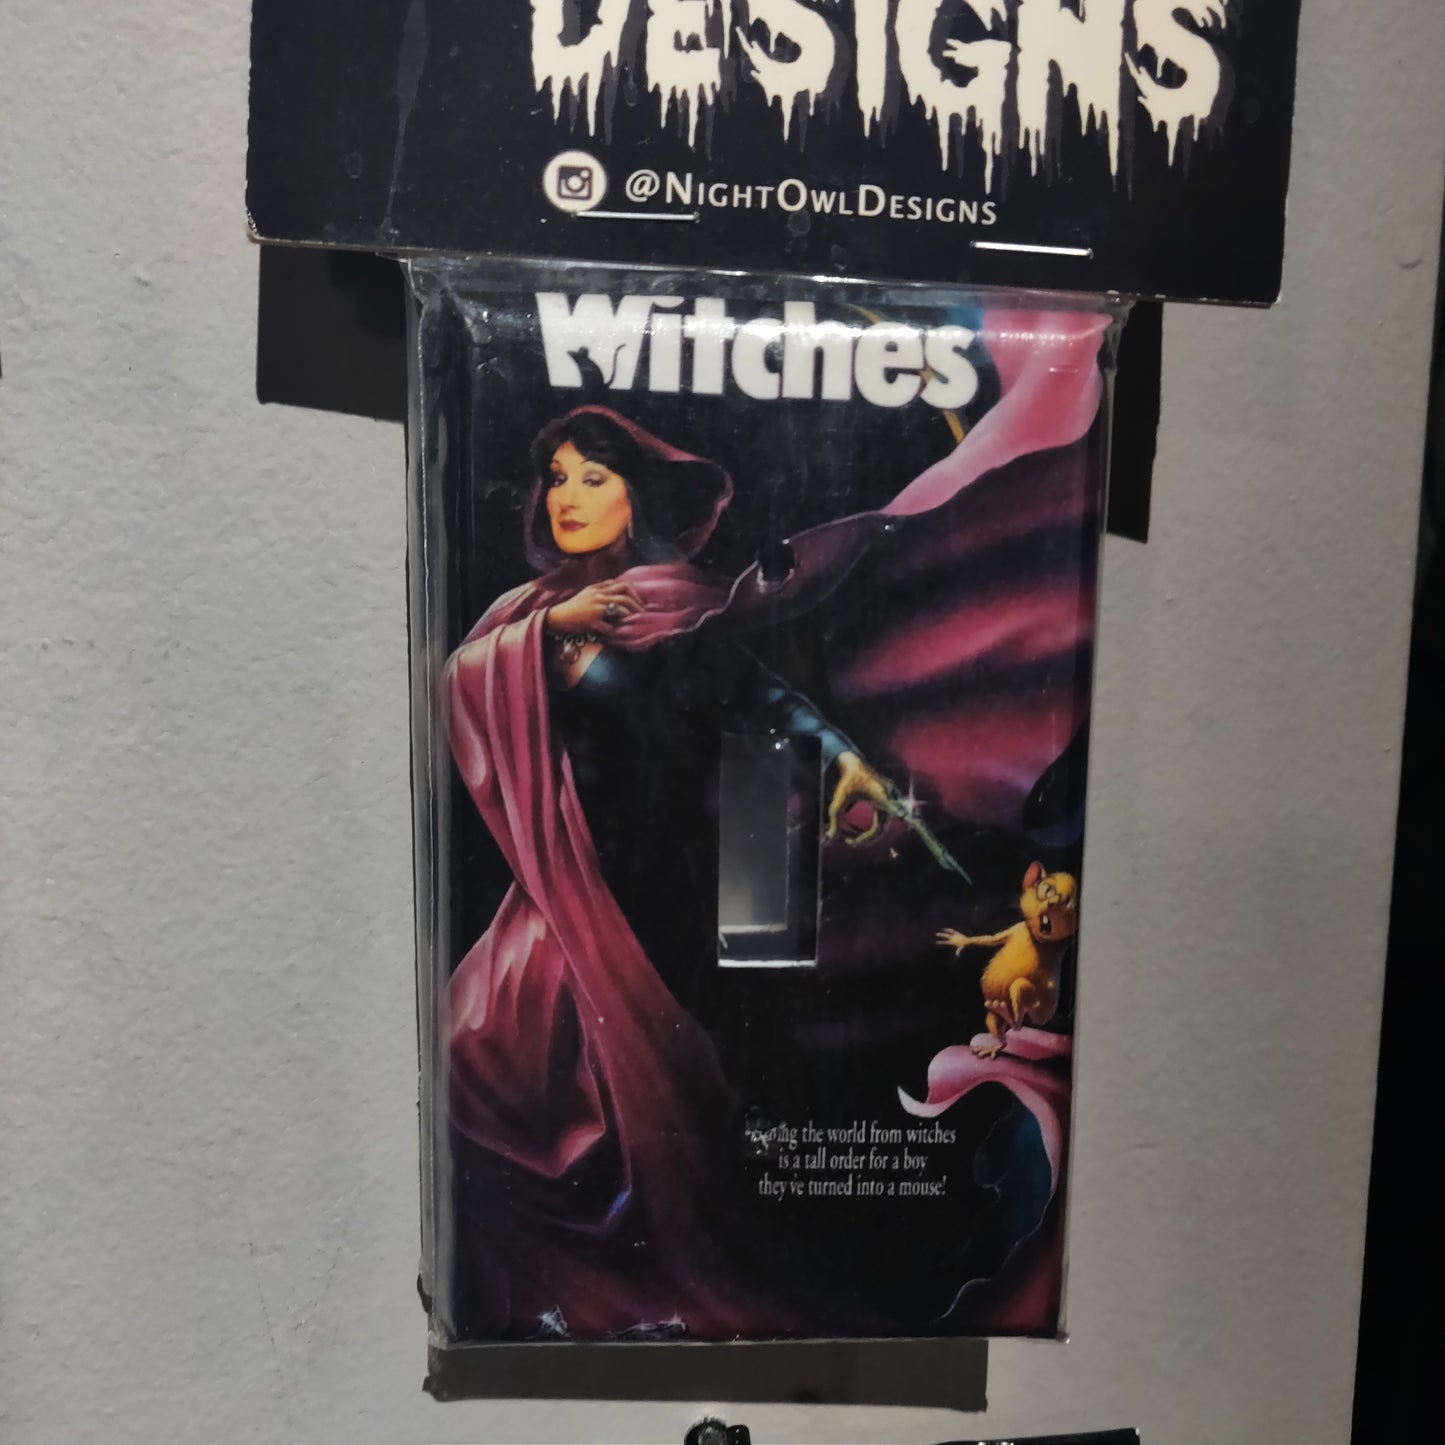 DESIGNS
@NIGHTOWLDESIGNS
Witches
the world from witches
is a tall order for a boy
they've turned into a mouse!